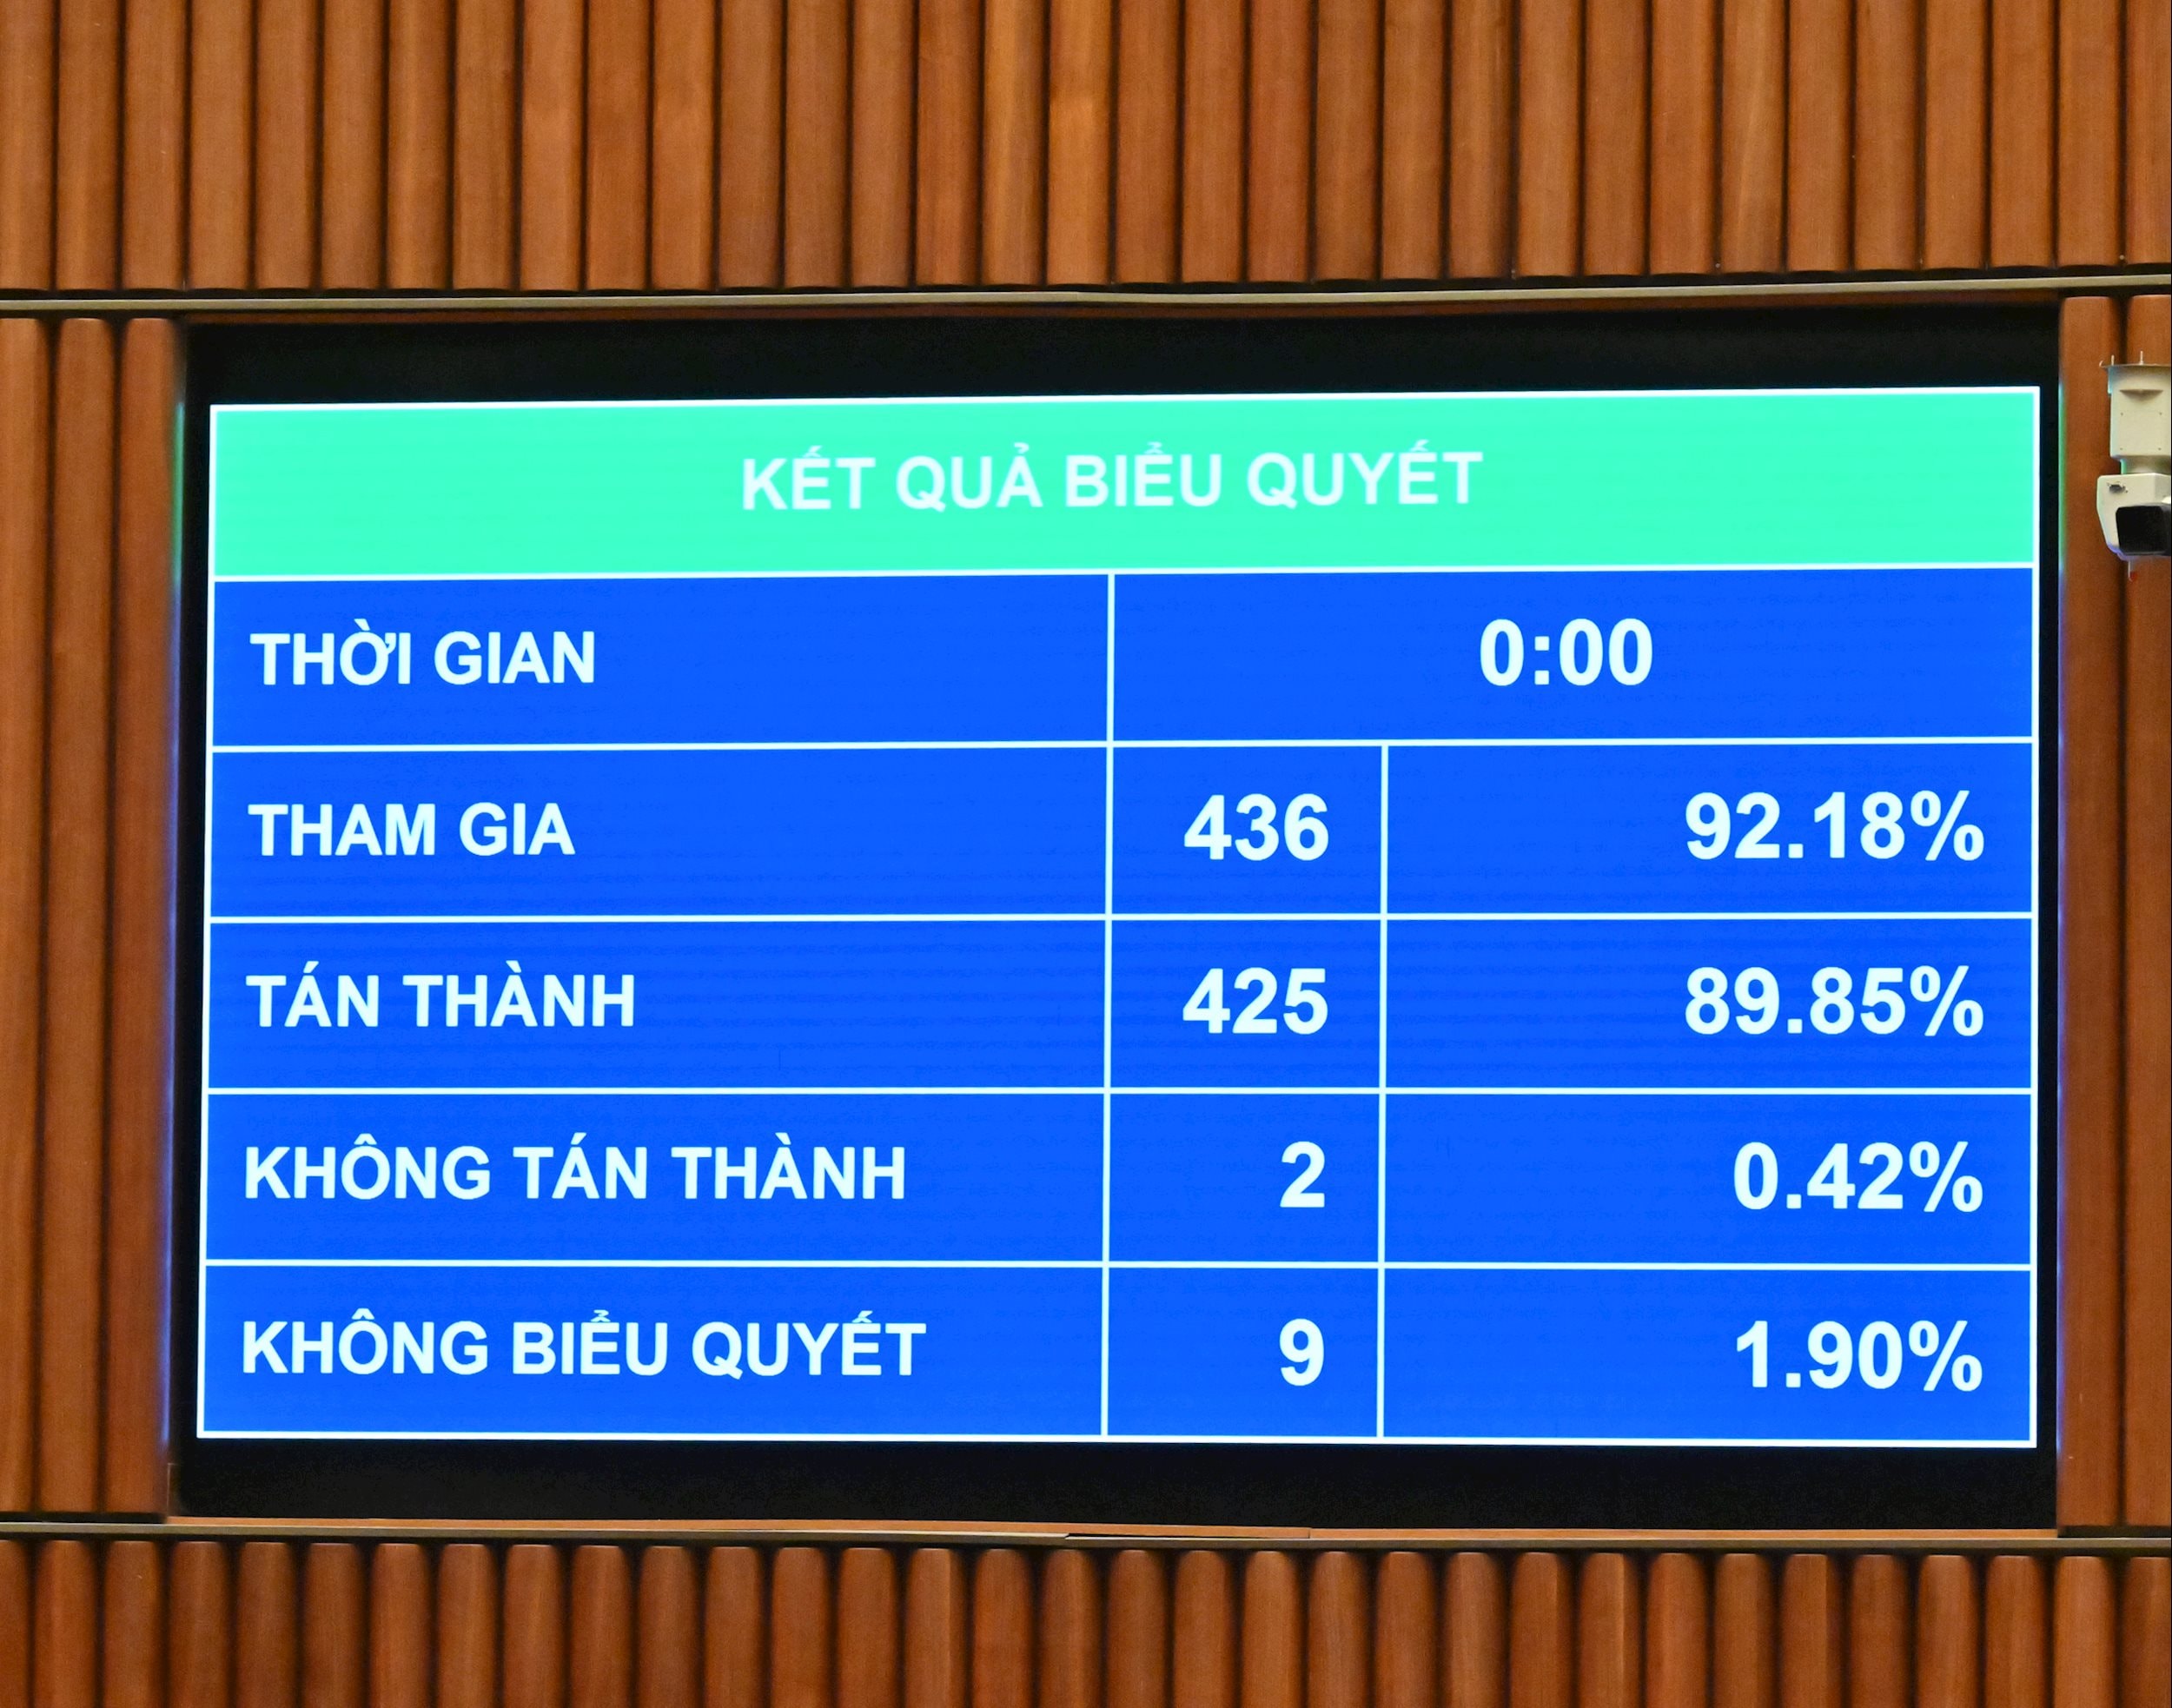 KẾT QUẢ BIỂU QUYẾT
THỜI GIAN 0:00
THAM GIA 436 92.18%
TÁN THÀNH 425 89.85%
KHÔNG TÁN THÀNH 2 0.42%
KHÔNG BIỂU QUYẾT 9 1.90%